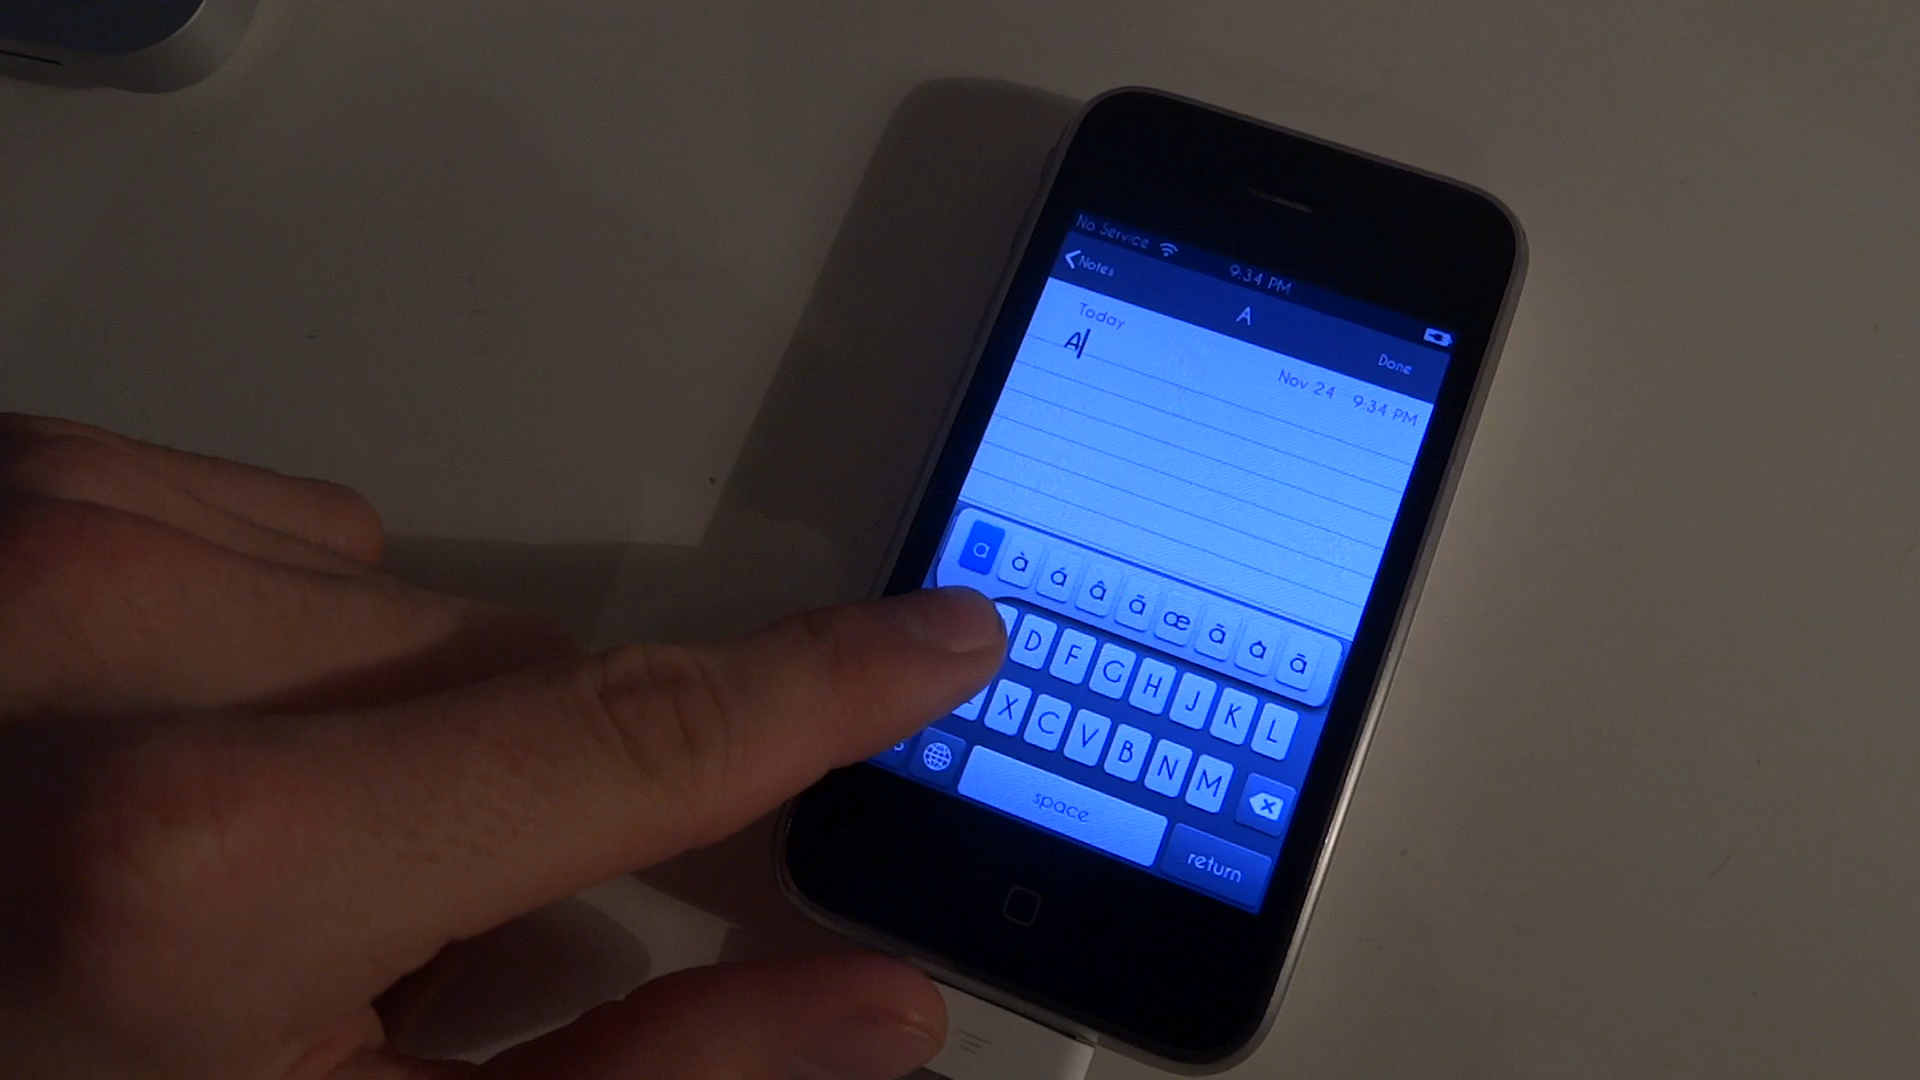 No Service 9:34 PM
Notes A Done
Today Nov 24 9:34 PM
A
a à á â ā æ ã ȧ ā
D F G H J K L
X C V B N M
space return